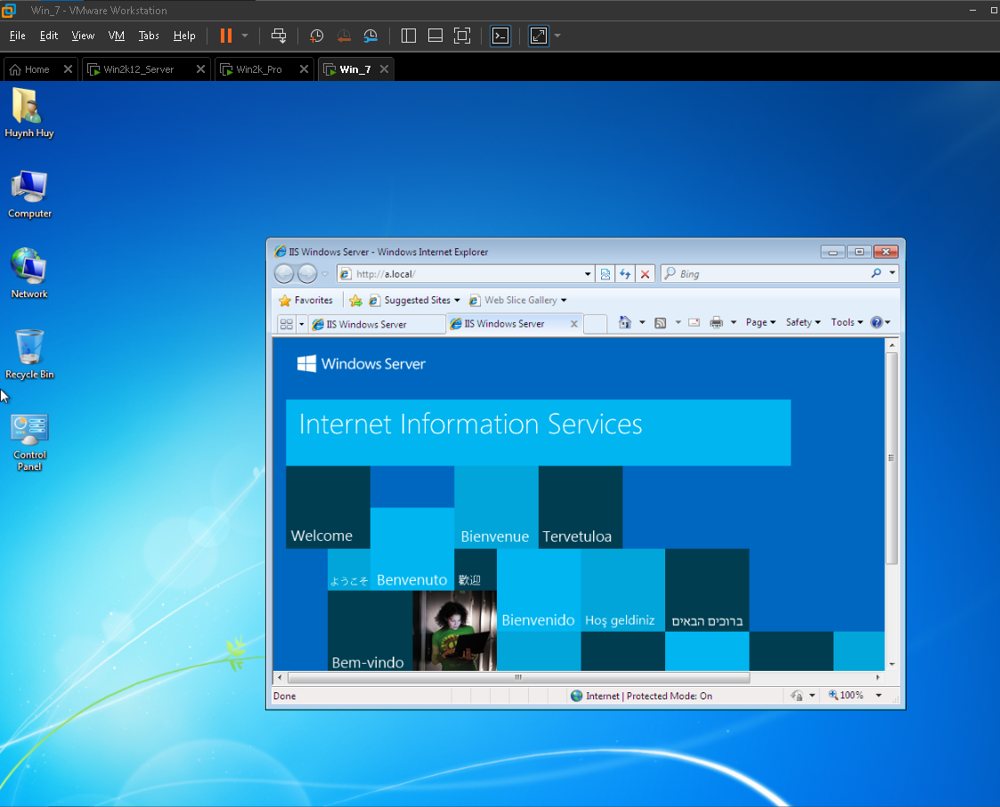 Win_7 - VMware Workstation
File Edit View VM Tabs Help
Home Win2k12_Server Win2k_Pro Win_7
Huynh Huy
Computer
Network
Recycle Bin
Control
Panel
IIS Windows Server - Windows Internet Explorer
http://a.local/ Bing
Favorites Suggested Sites Web Slice Gallery
IIS Windows Server IIS Windows Server Page Safety Tools
Windows Server
Internet Information Services
Welcome Bienvenue Tervetuloa
ようこそ Benvenuto 歡迎
Bienvenido Hoş geldiniz ברוכים הבאים
Bem-vindo
Done Internet | Protected Mode: On 100%